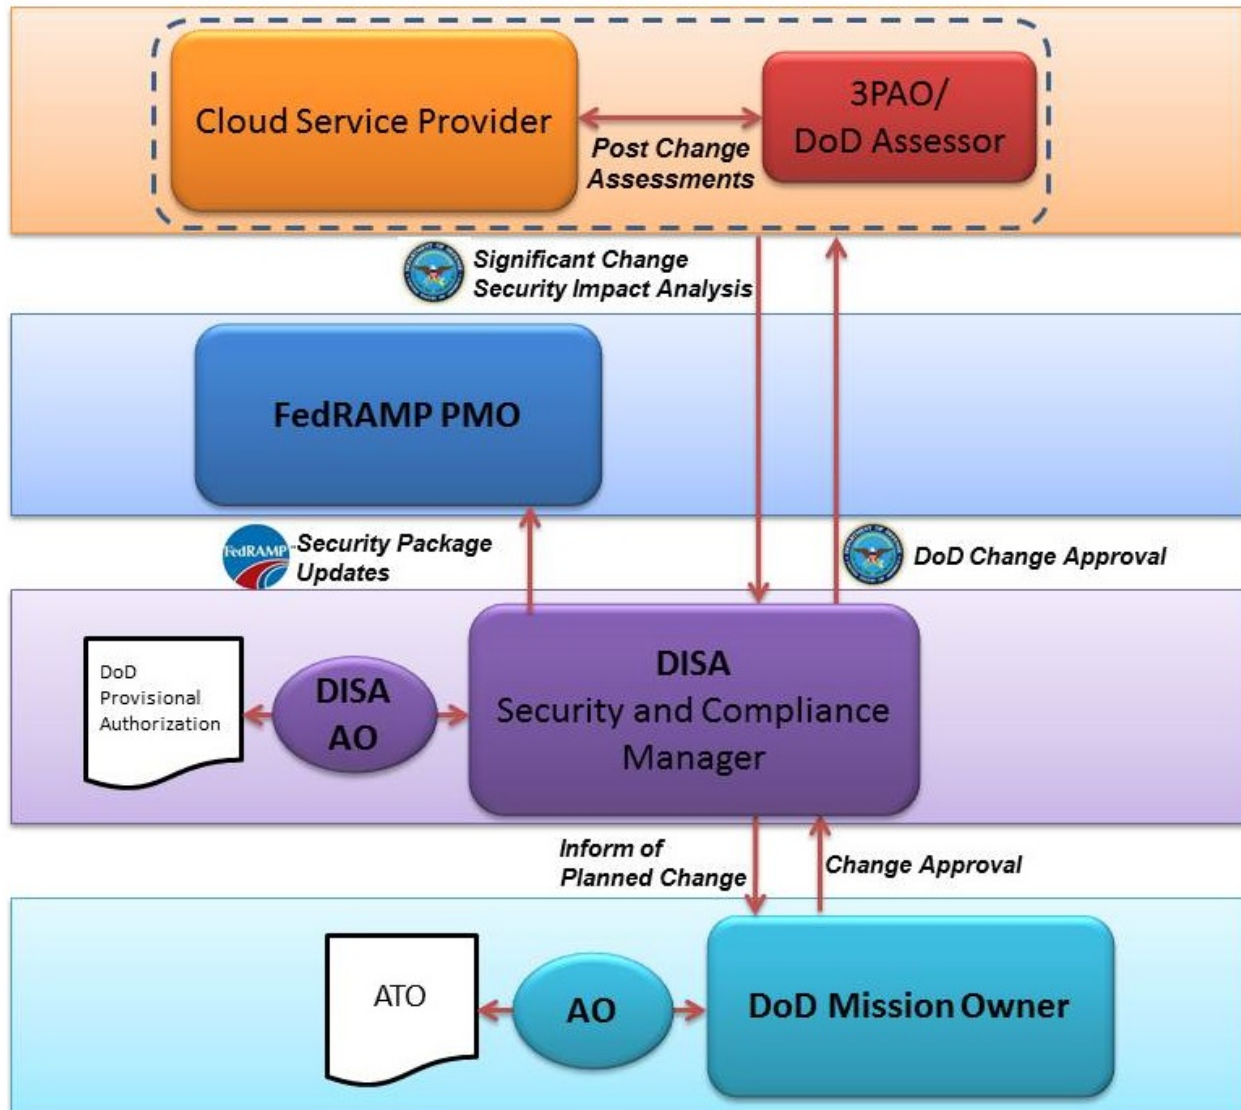 Cloud Service Provider
3PAO/
DoD Assessor
Post Change
Assessments
Significant Change
Security Impact Analysis
FedRAMP PMO
FedRAMP
-Security Package
Updates
DoD Change Approval
DoD
Provisional
Authorization
DISA
AO
DISA
Security and Compliance
Manager
Inform of
Planned Change
Change Approval
ATO
AO
DoD Mission Owner